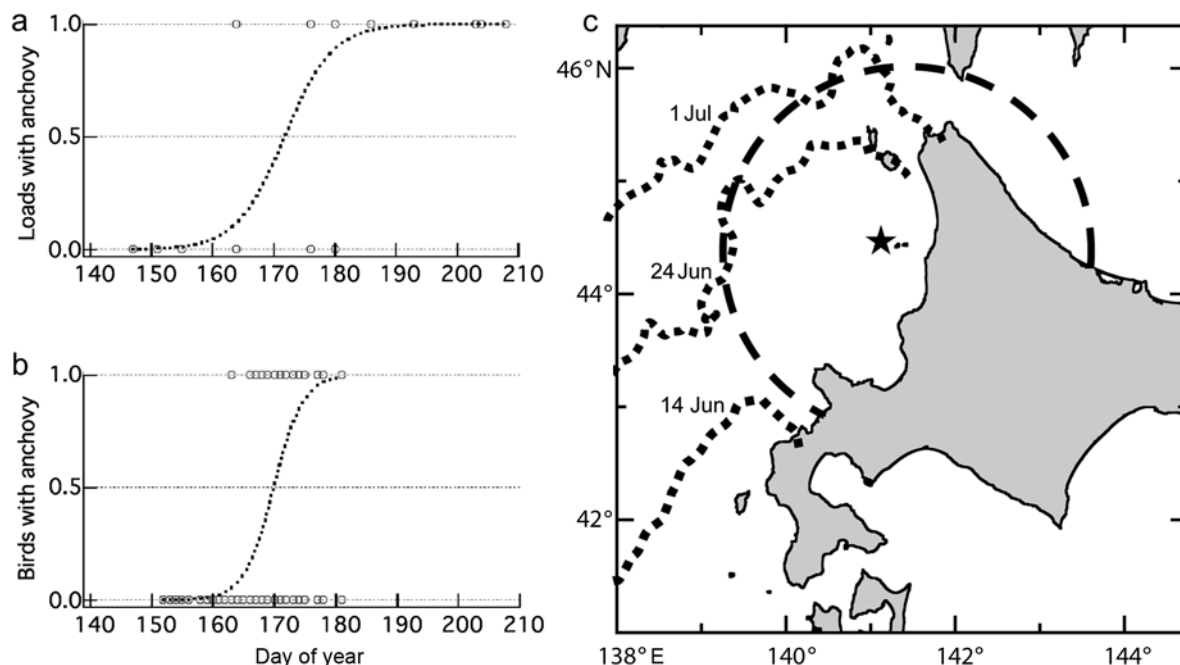 a
Loads with anchovy
1.0
0.5
0.0
140 150 160 170 180 190 200 210
b
Birds with anchovy
1.0
0.5
0.0
140 150 160 170 180 190 200 210
Day of year
c
46°N
44°
42°
1 Jul
24 Jun
14 Jun
138°E 140° 142° 144°